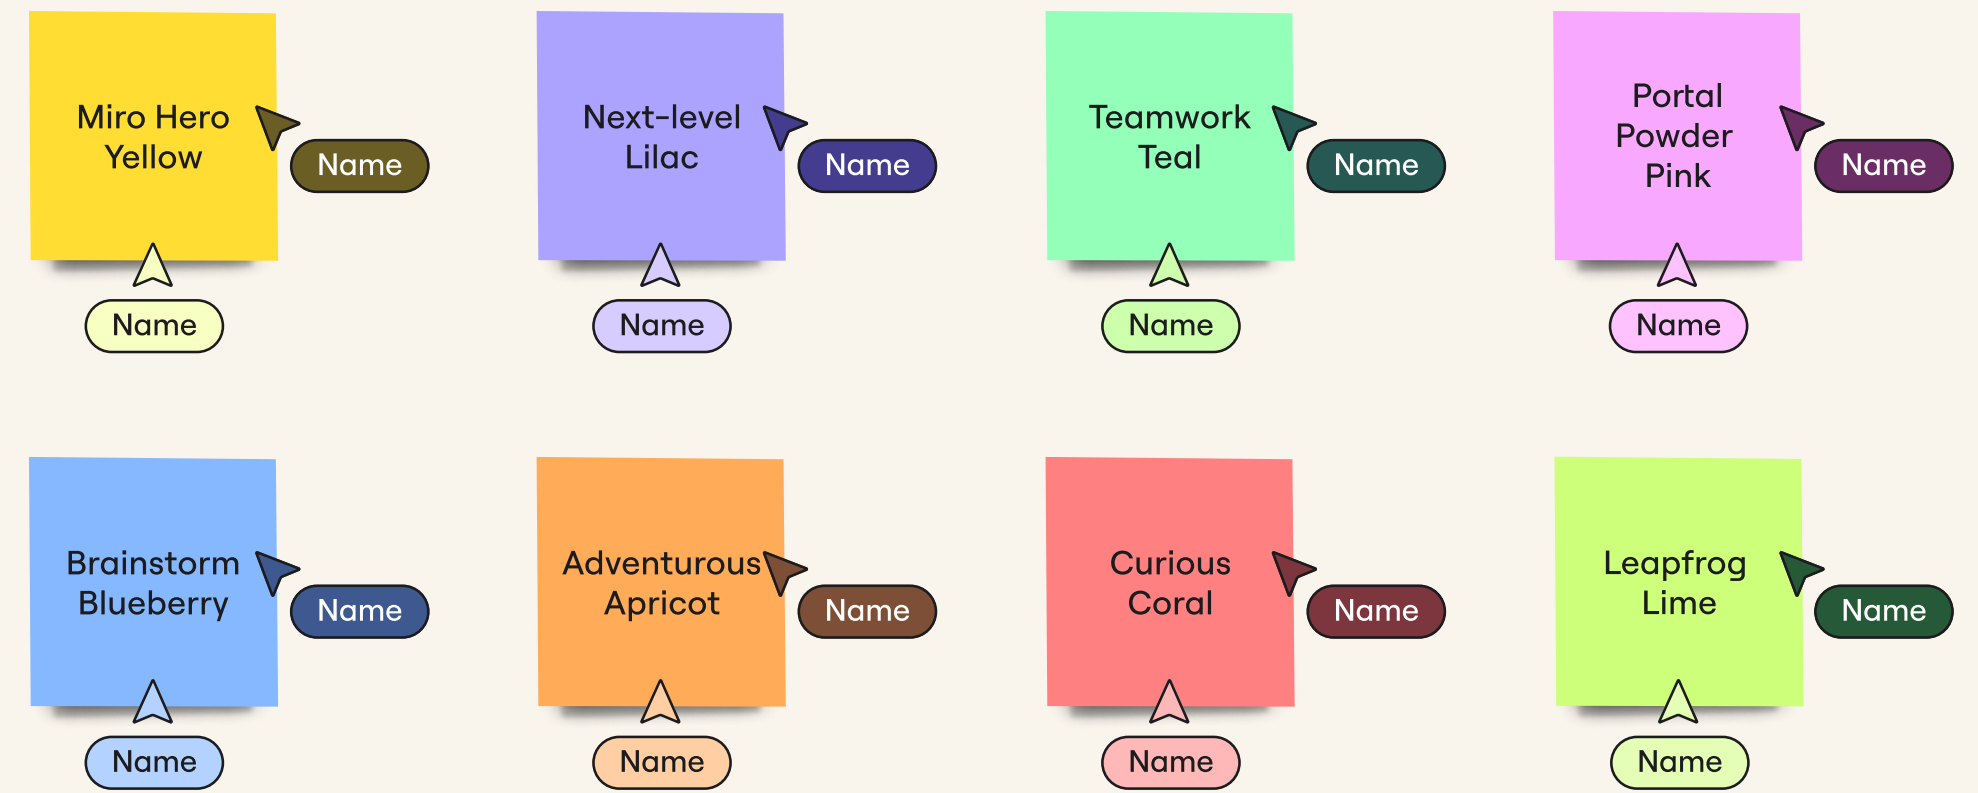 Miro Hero
Yellow
Name
Name
Next-level
Lilac
Name
Name
Teamwork
Teal
Name
Name
Portal
Powder
Pink
Name
Name
Brainstorm
Blueberry
Name
Name
Adventurous
Apricot
Name
Name
Curious
Coral
Name
Name
Leapfrog
Lime
Name
Name